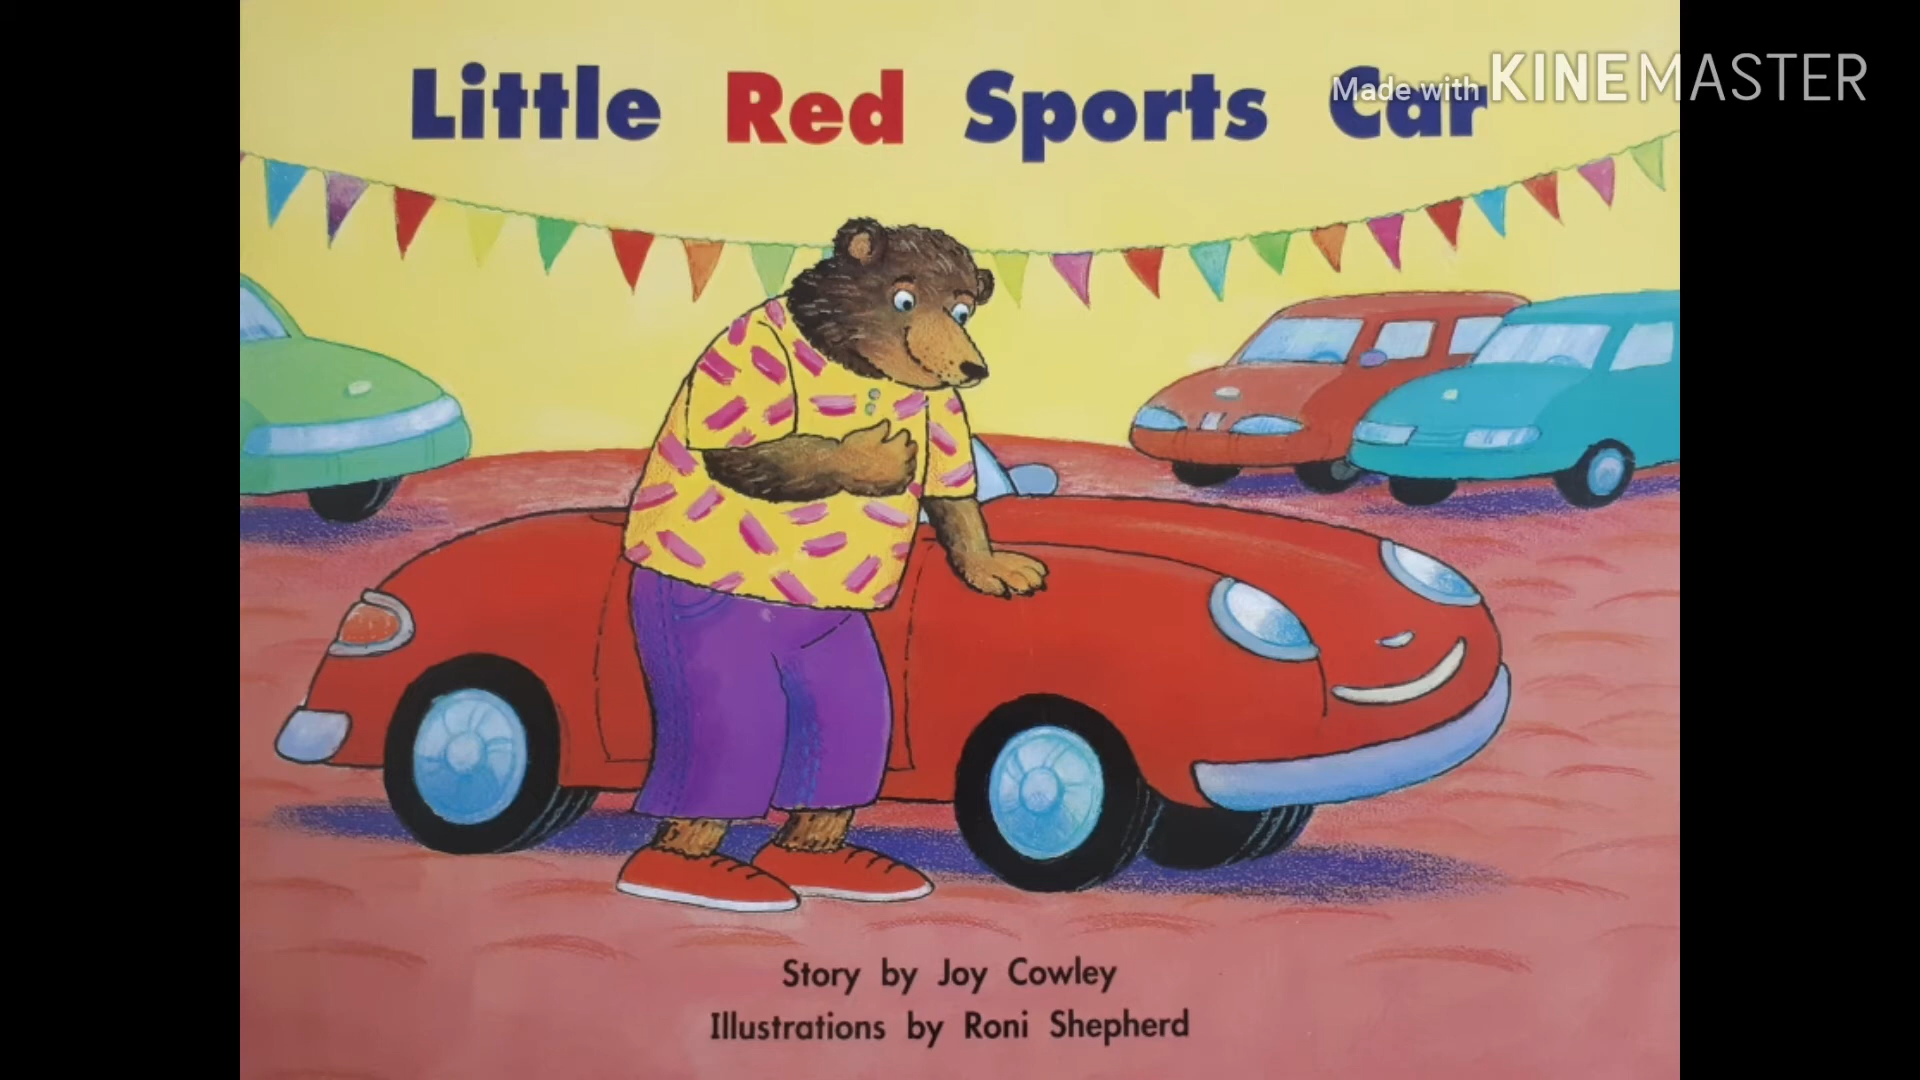 Little Red Sports Car
Made with KINEMASTER
Story by Joy Cowley
Illustrations by Roni Shepherd